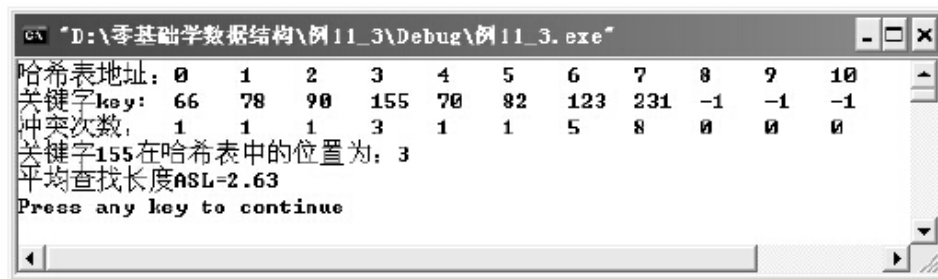 "D:\零基础学数据结构\例11_3\Debug\例11_3.exe"
哈希表地址: 0 1 2 3 4 5 6 7 8 9 10
关键字key: 66 78 90 155 70 82 123 231 -1 -1 -1
冲突次数: 1 1 1 3 1 1 5 8 0 0 0
关键字155在哈希表中的位置为: 3
平均查找长度ASL=2.63
Press any key to continue